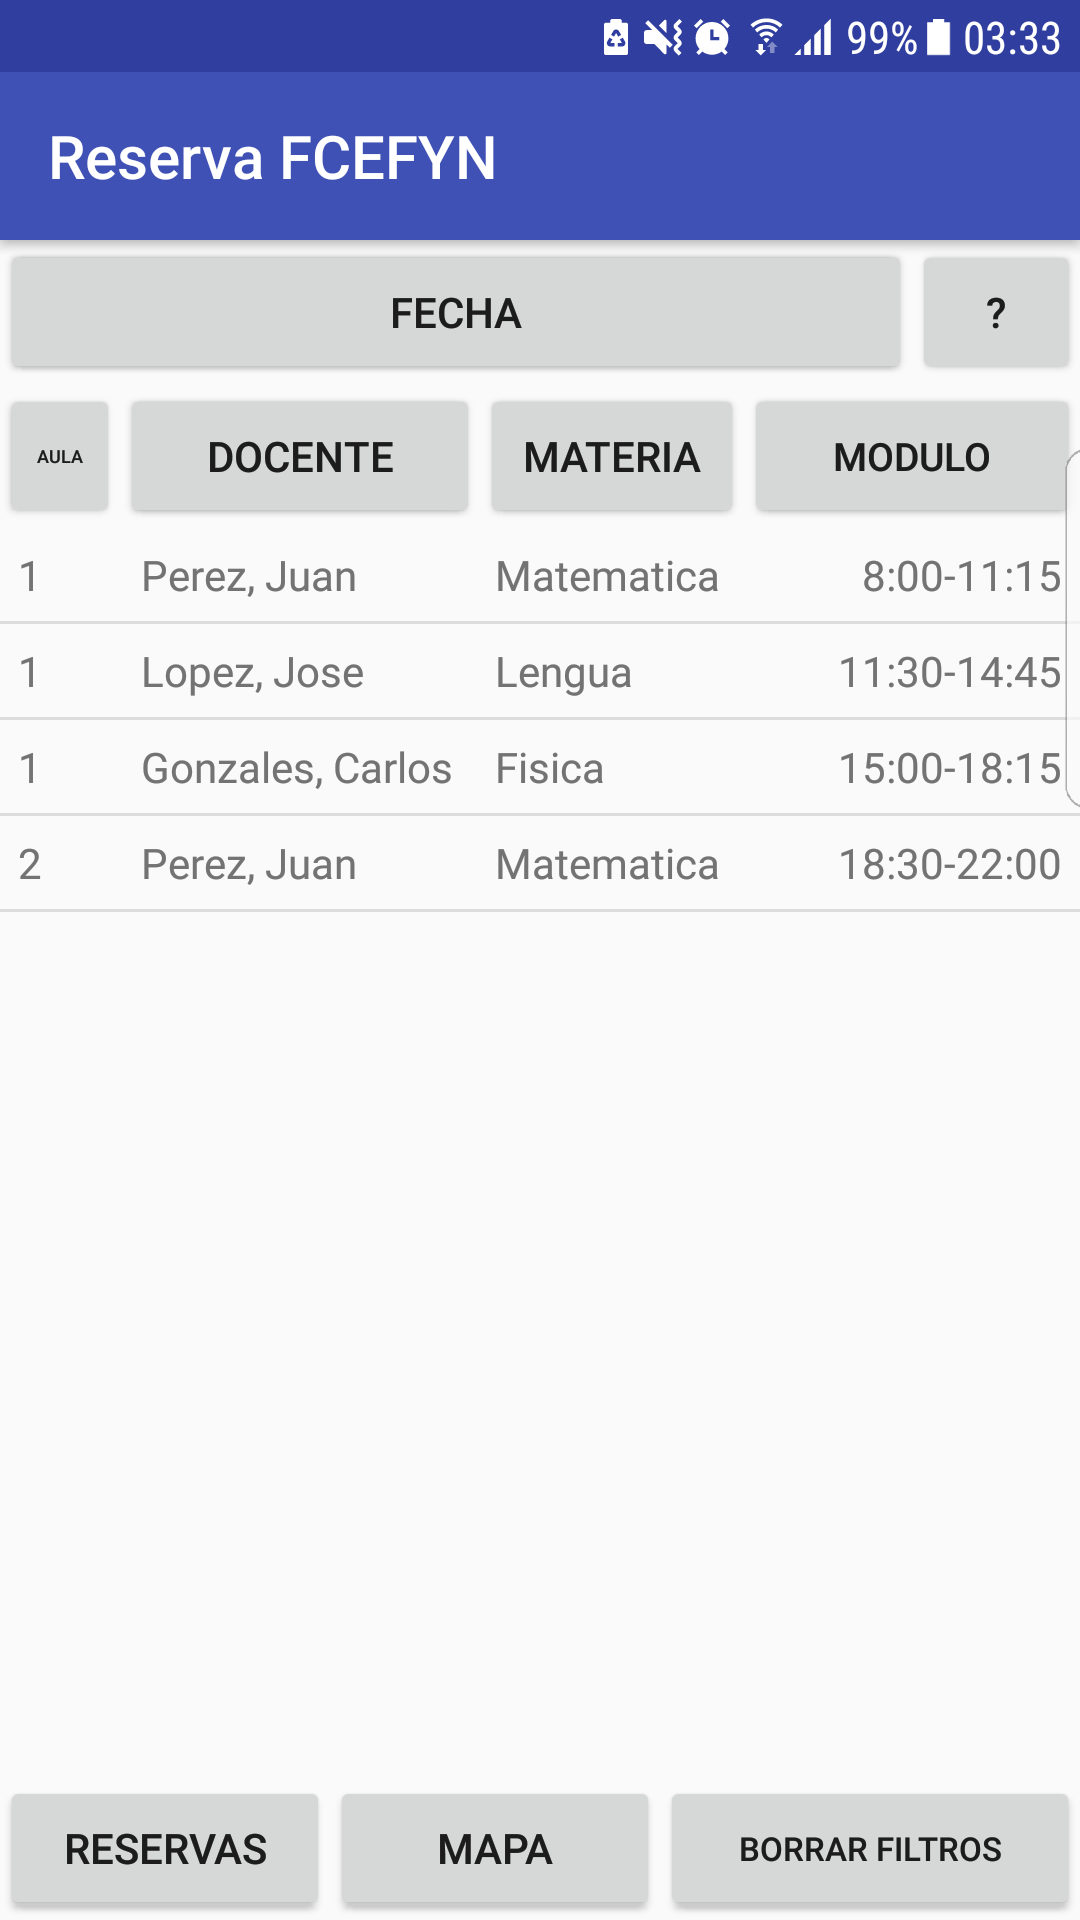 99% 03:33
Reserva FCEFYN
FECHA ?
AULA DOCENTE MATERIA MODULO
1 Perez, Juan Matematica 8:00-11:15
1 Lopez, Jose Lengua 11:30-14:45
1 Gonzales, Carlos Fisica 15:00-18:15
2 Perez, Juan Matematica 18:30-22:00
RESERVAS MAPA BORRAR FILTROS